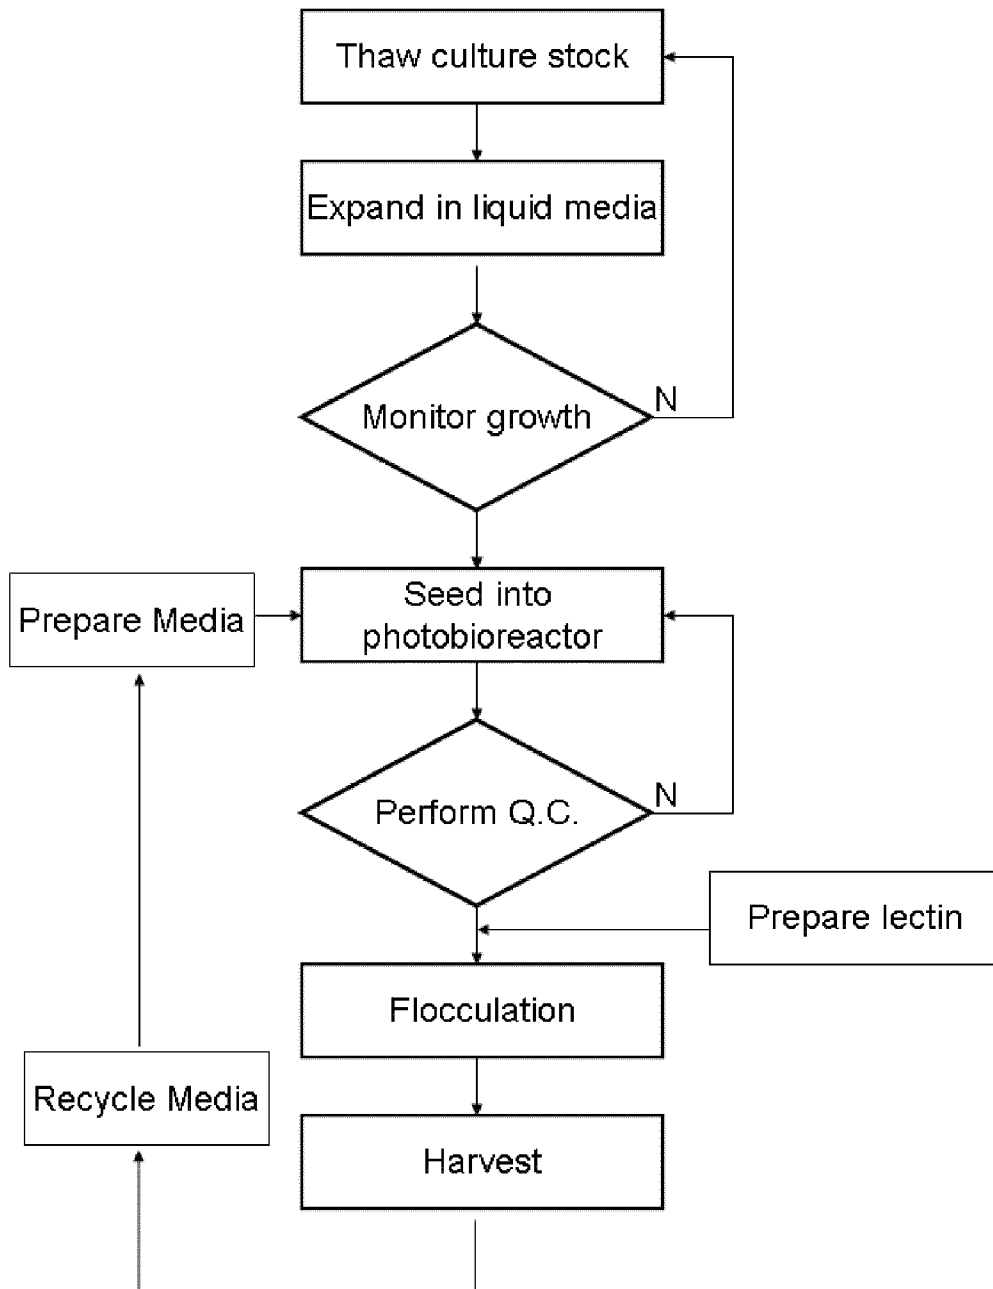 Thaw culture stock
Expand in liquid media
Monitor growth
N
Seed into
photobioreactor
Prepare Media
Perform Q.C.
N
Prepare lectin
Flocculation
Recycle Media
Harvest